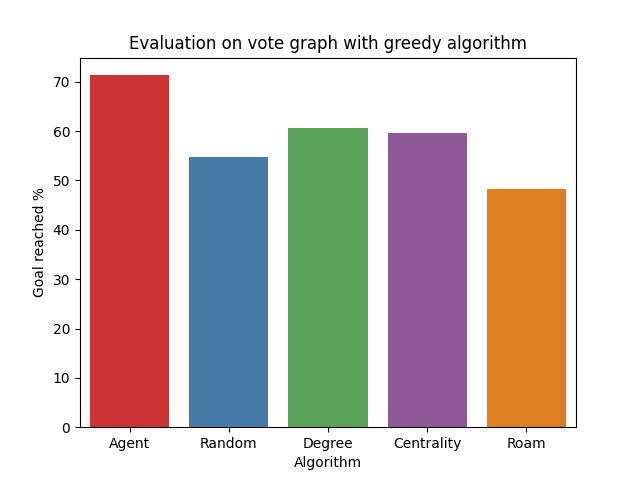 Evaluation on vote graph with greedy algorithm
70
60
50
40
30
20
10
0
Goal reached %
Agent Random Degree Centrality Roam
Algorithm